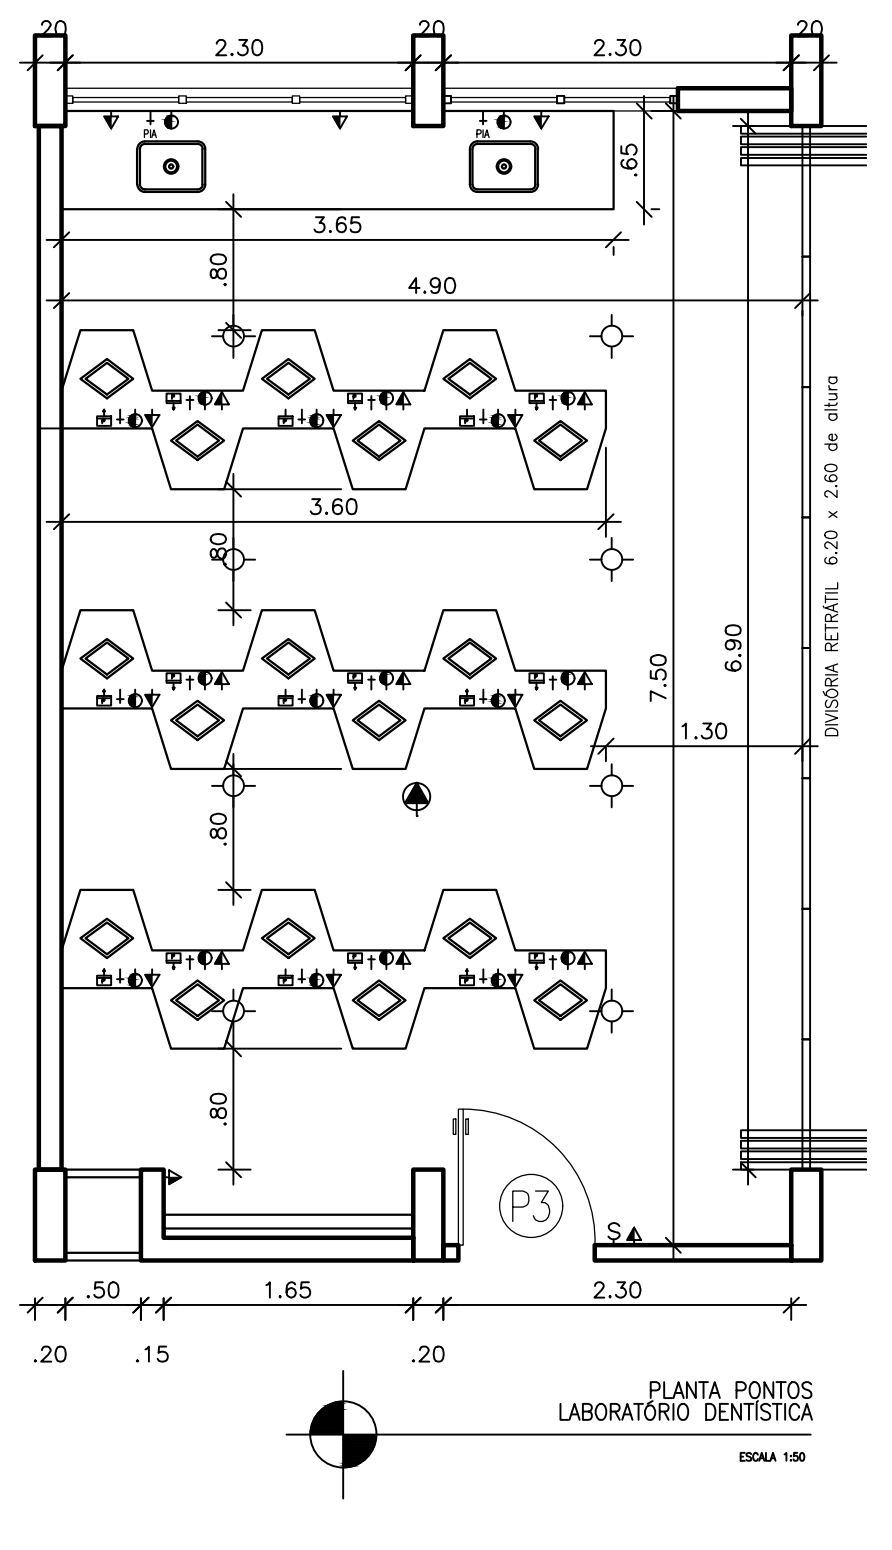 .20
.20
.20
2.30
2.30
PIA
PIA
.65
3.65
.80
4.90
3.60
.80
DIVISÓRIA RETRÁTIL 6.20 x 2.60 de altura
6.90
7.50
1.30
.80
.80
P3
S
.50
1.65
2.30
.20
.15
.20
PLANTA PONTOS
LABORATÓRIO DENTÍSTICA
ESCALA 1:50